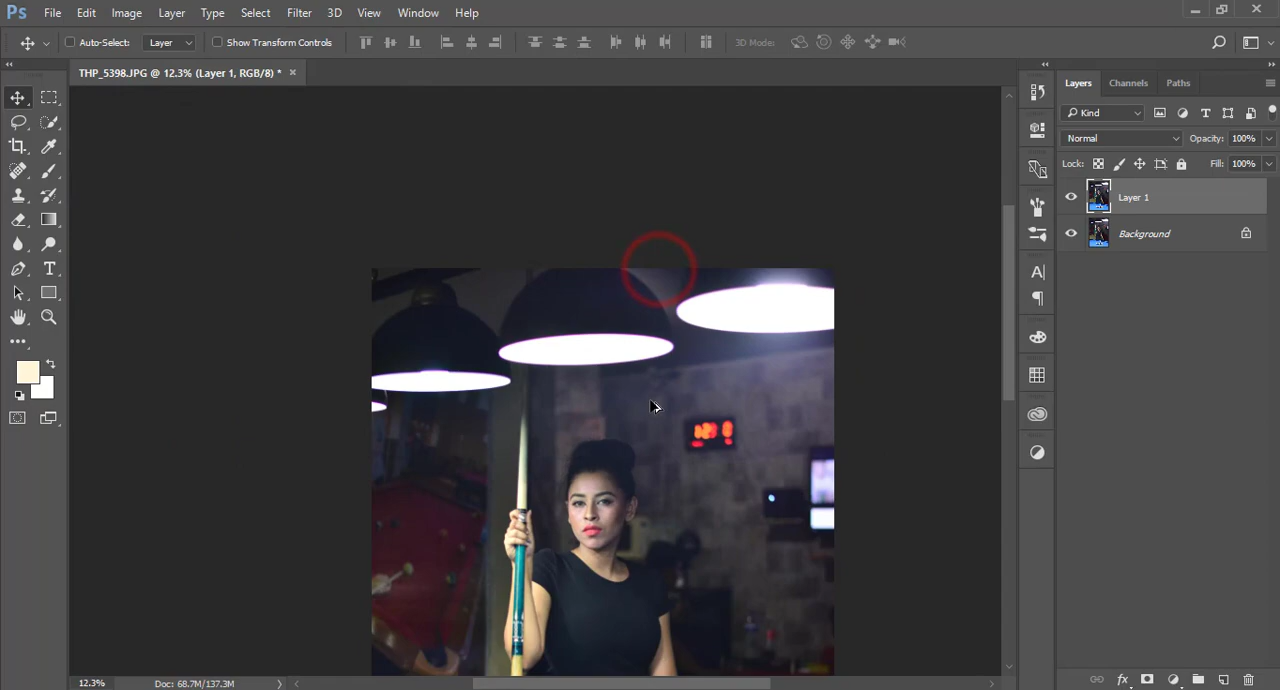 Ps File Edit Image Layer Type Select Filter 3D View Window Help
Auto-Select: Layer Show Transform Controls 3D Mode:
THP_5398.JPG @ 12.3% (Layer 1, RGB/8) * ×
Layers Channels Paths
Kind
Normal Opacity: 100%
Lock: Fill: 100%
Layer 1
Background
12.3% Doc: 68.7M/137.3M